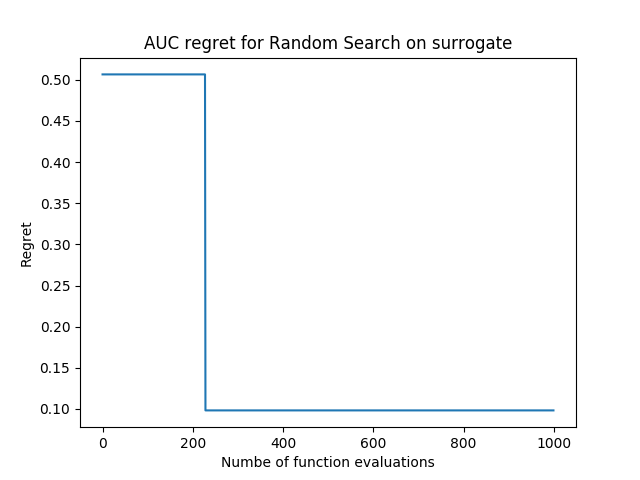 AUC regret for Random Search on surrogate
0.50
0.45
0.40
0.35
0.30
0.25
0.20
0.15
0.10
Regret
0 200 400 600 800 1000
Numbe of function evaluations